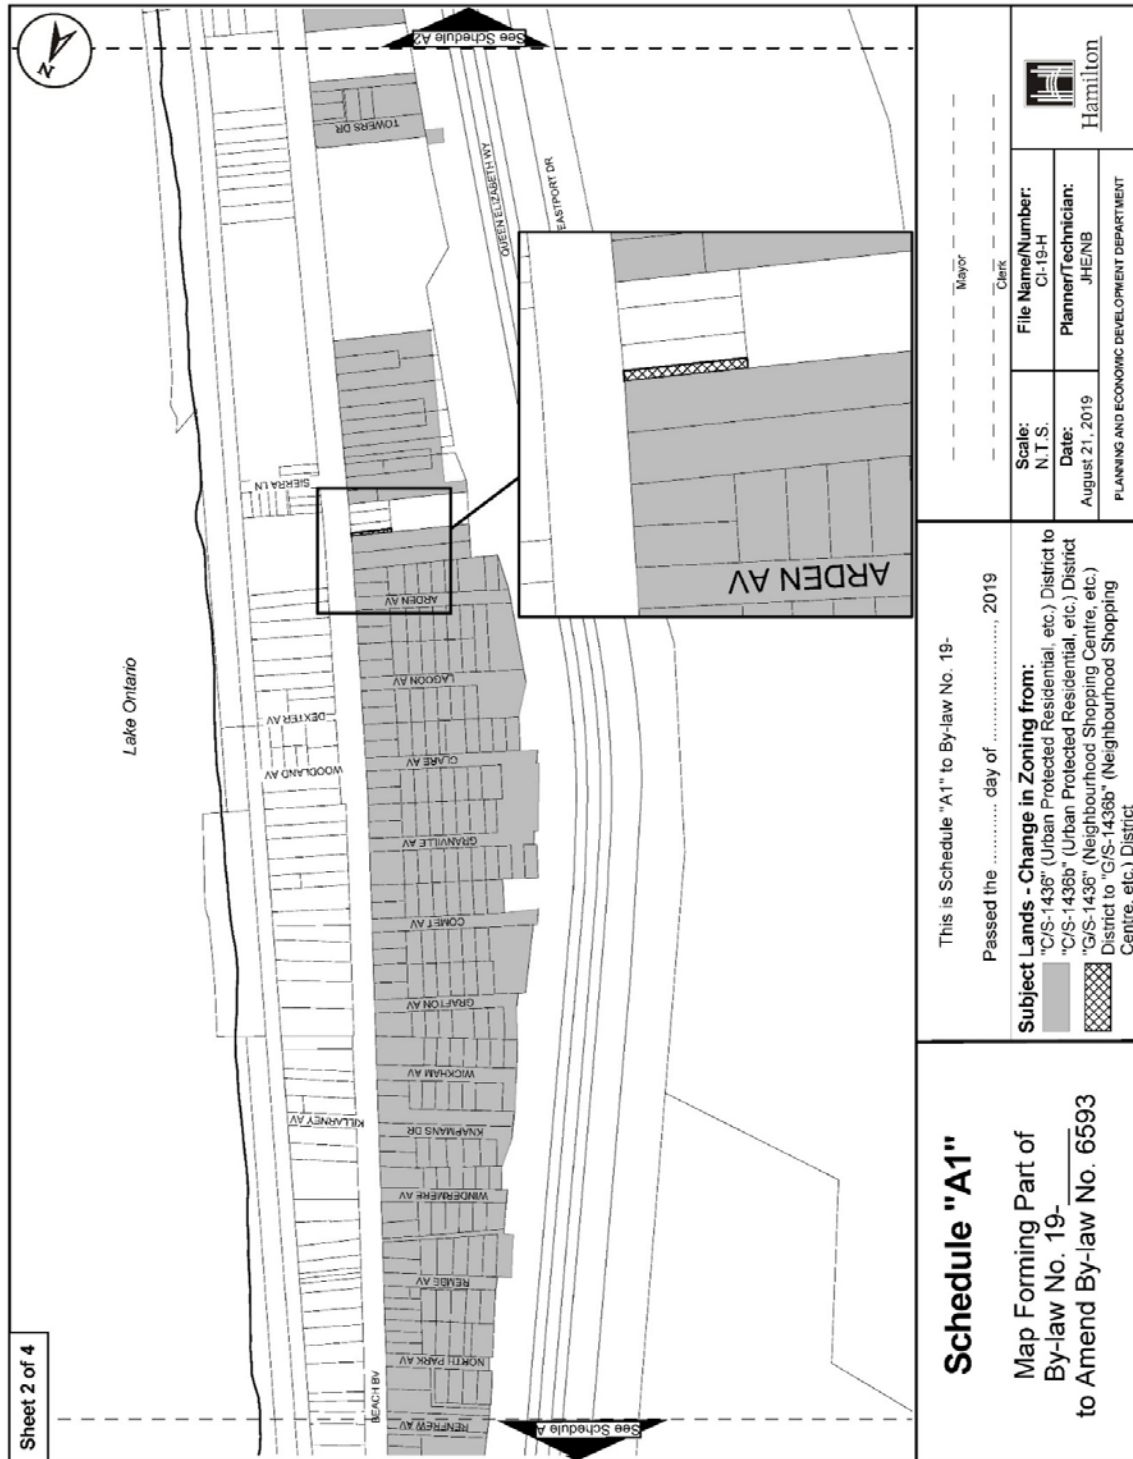 Sheet 2 of 4
N
Lake Ontario
See Schedule A2
TOWERS DR
QUEEN ELIZABETH WY
EASTPORT DR
SIERRA LN
ARDEN AV
ARDEN AV
LAGOON AV
DEXTER AV
WOODLAND AV
CLARE AV
GRANVILLE AV
COMET AV
GRAFTON AV
WICKHAM AV
KILLARNEY AV
KNAPMANS DR
WINDERMERE AV
REMBE AV
NORTH PARK AV
BEACH BV
RENFREW AV
See Schedule A
Schedule "A1"
Map Forming Part of
By-law No. 19-
to Amend By-law No. 6593
This is Schedule "A1" to By-law No. 19-
Passed the ............ day of ...................., 2019
Subject Lands - Change in Zoning from:
"C/S-1436" (Urban Protected Residential, etc.) District to
"C/S-1436b" (Urban Protected Residential, etc.) District
"G/S-1436" (Neighbourhood Shopping Centre, etc.)
District to "G/S-1436b" (Neighbourhood Shopping
Centre, etc.) District
Mayor
Clerk
Scale:
N.T.S.
File Name/Number:
CI-19-H
Date:
August 21, 2019
Planner/Technician:
JHE/NB
PLANNING AND ECONOMIC DEVELOPMENT DEPARTMENT
Hamilton